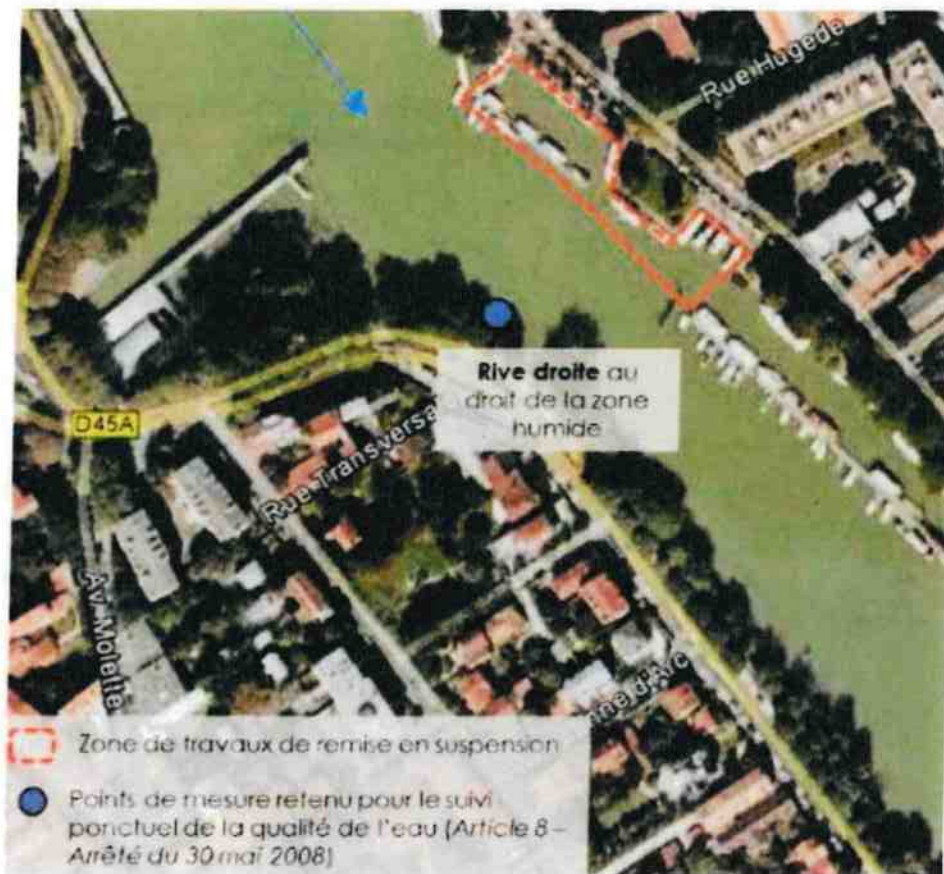 Rue Hugede
Rive droite au
droit de la zone
humide
D45A
Rue Transversa
Av. Molette
nne d'Arc
Zone de travaux de remise en suspension
Points de mesure retenu pour le suivi
ponctuel de la qualité de l'eau (Article 8 –
Arrêté du 30 mai 2008)